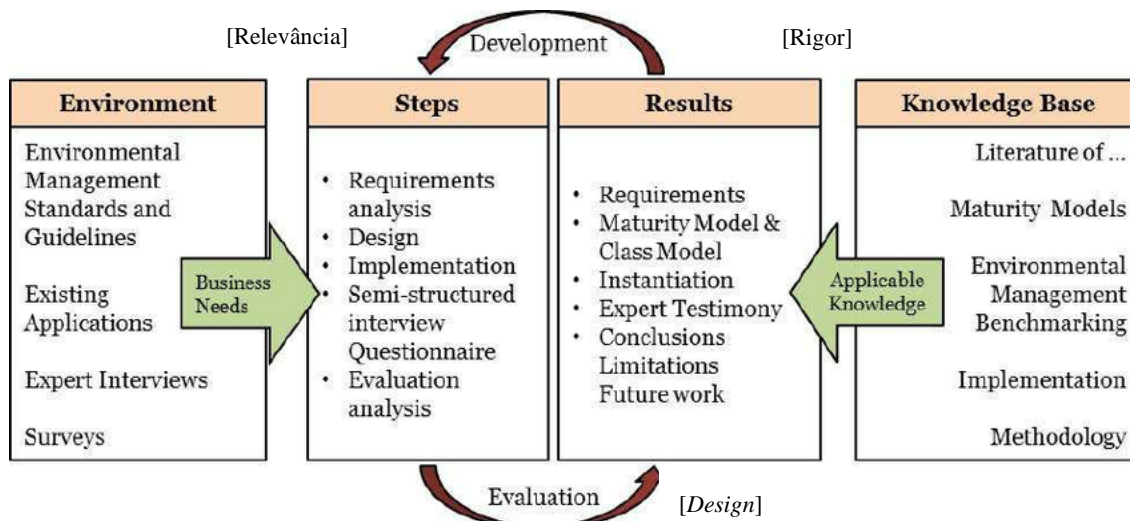 [Relevância]
Development
[Rigor]
Environment
Environmental
Management
Standards and
Guidelines
Existing
Applications
Expert Interviews
Surveys
Business
Needs
Steps
• Requirements
analysis
• Design
• Implementation
• Semi-structured
interview
Questionnaire
• Evaluation
analysis
Results
• Requirements
• Maturity Model &
Class Model
• Instantiation
• Expert Testimony
• Conclusions
Limitations
Future work
Applicable
Knowledge
Knowledge Base
Literature of ...
Maturity Models
Environmental
Management
Benchmarking
Implementation
Methodology
Evaluation
[Design]